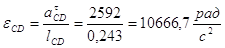 ε_CD = a^τ_CD / l_CD = 2592 / 0,243 = 10666,7 рад / с²